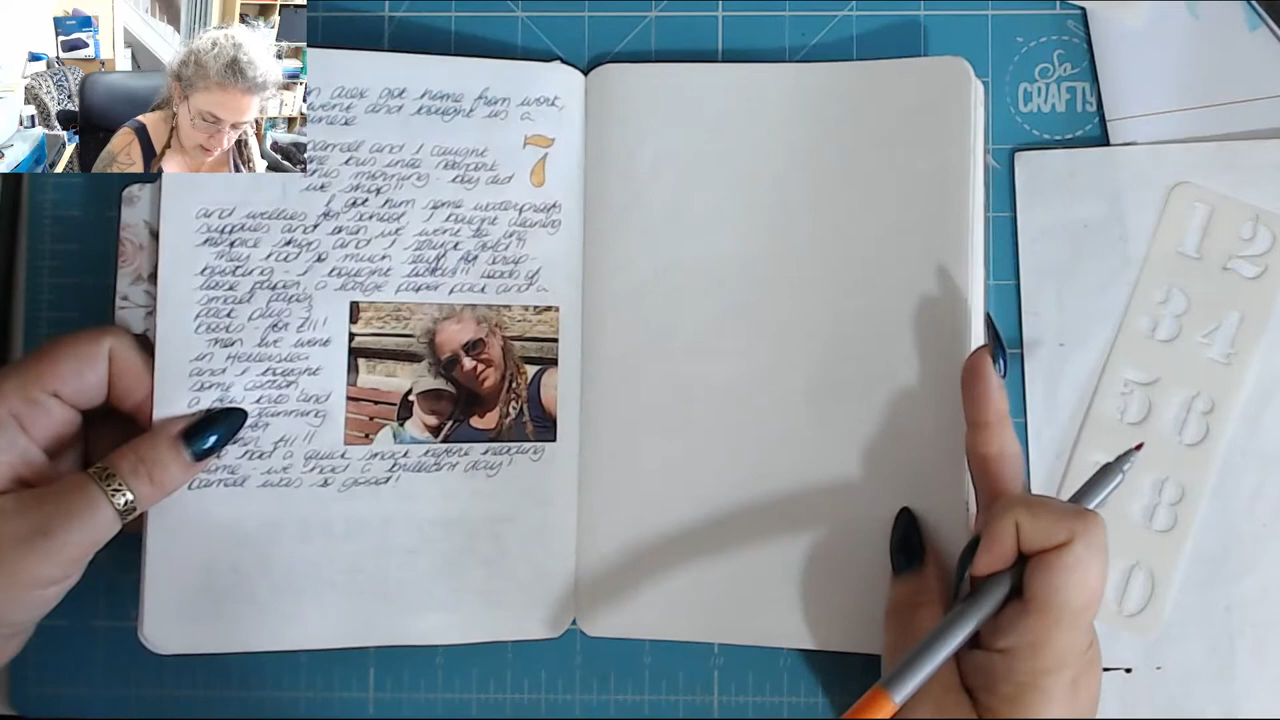 alex got home from work,
went and bought us a
and I caught
bus into Newport
this morning - boy did
we shop!!
I got him some waterproofs
and wellies for school, I bought cleaning
supplies and then we went to the
hospice shop and I struck gold!!
They had so much stuff for scrap-
booking - I bought loads!! loads of
loose paper, a large paper pack and a
small paper
pack plus 3
books - for £11!
Then we went
in
and I bought
some cotton
a few bits and
stunning
for
£11!!
had a quick snack before heading
home - we had a brilliant day!
was so good!
7
So
CRAFTY
1 2
3 4
5 6
8
0